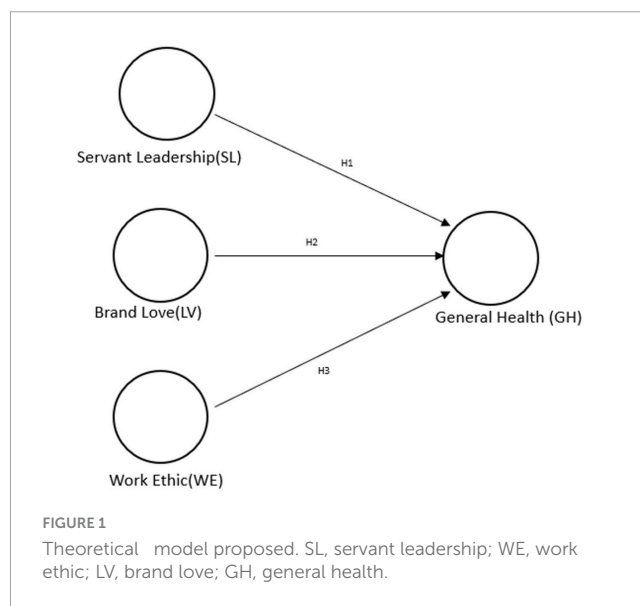 Servant Leadership(SL)
H1
H2
Brand Love(LV)
General Health (GH)
H3
Work Ethic(WE)
FIGURE 1
Theoretical model proposed. SL, servant leadership; WE, work
ethic; LV, brand love; GH, general health.